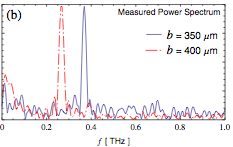 (b) Measured Power Spectrum
b = 350 μm
b = 400 μm
0.0 0.2 0.4 0.6 0.8 1.0
f [THz]